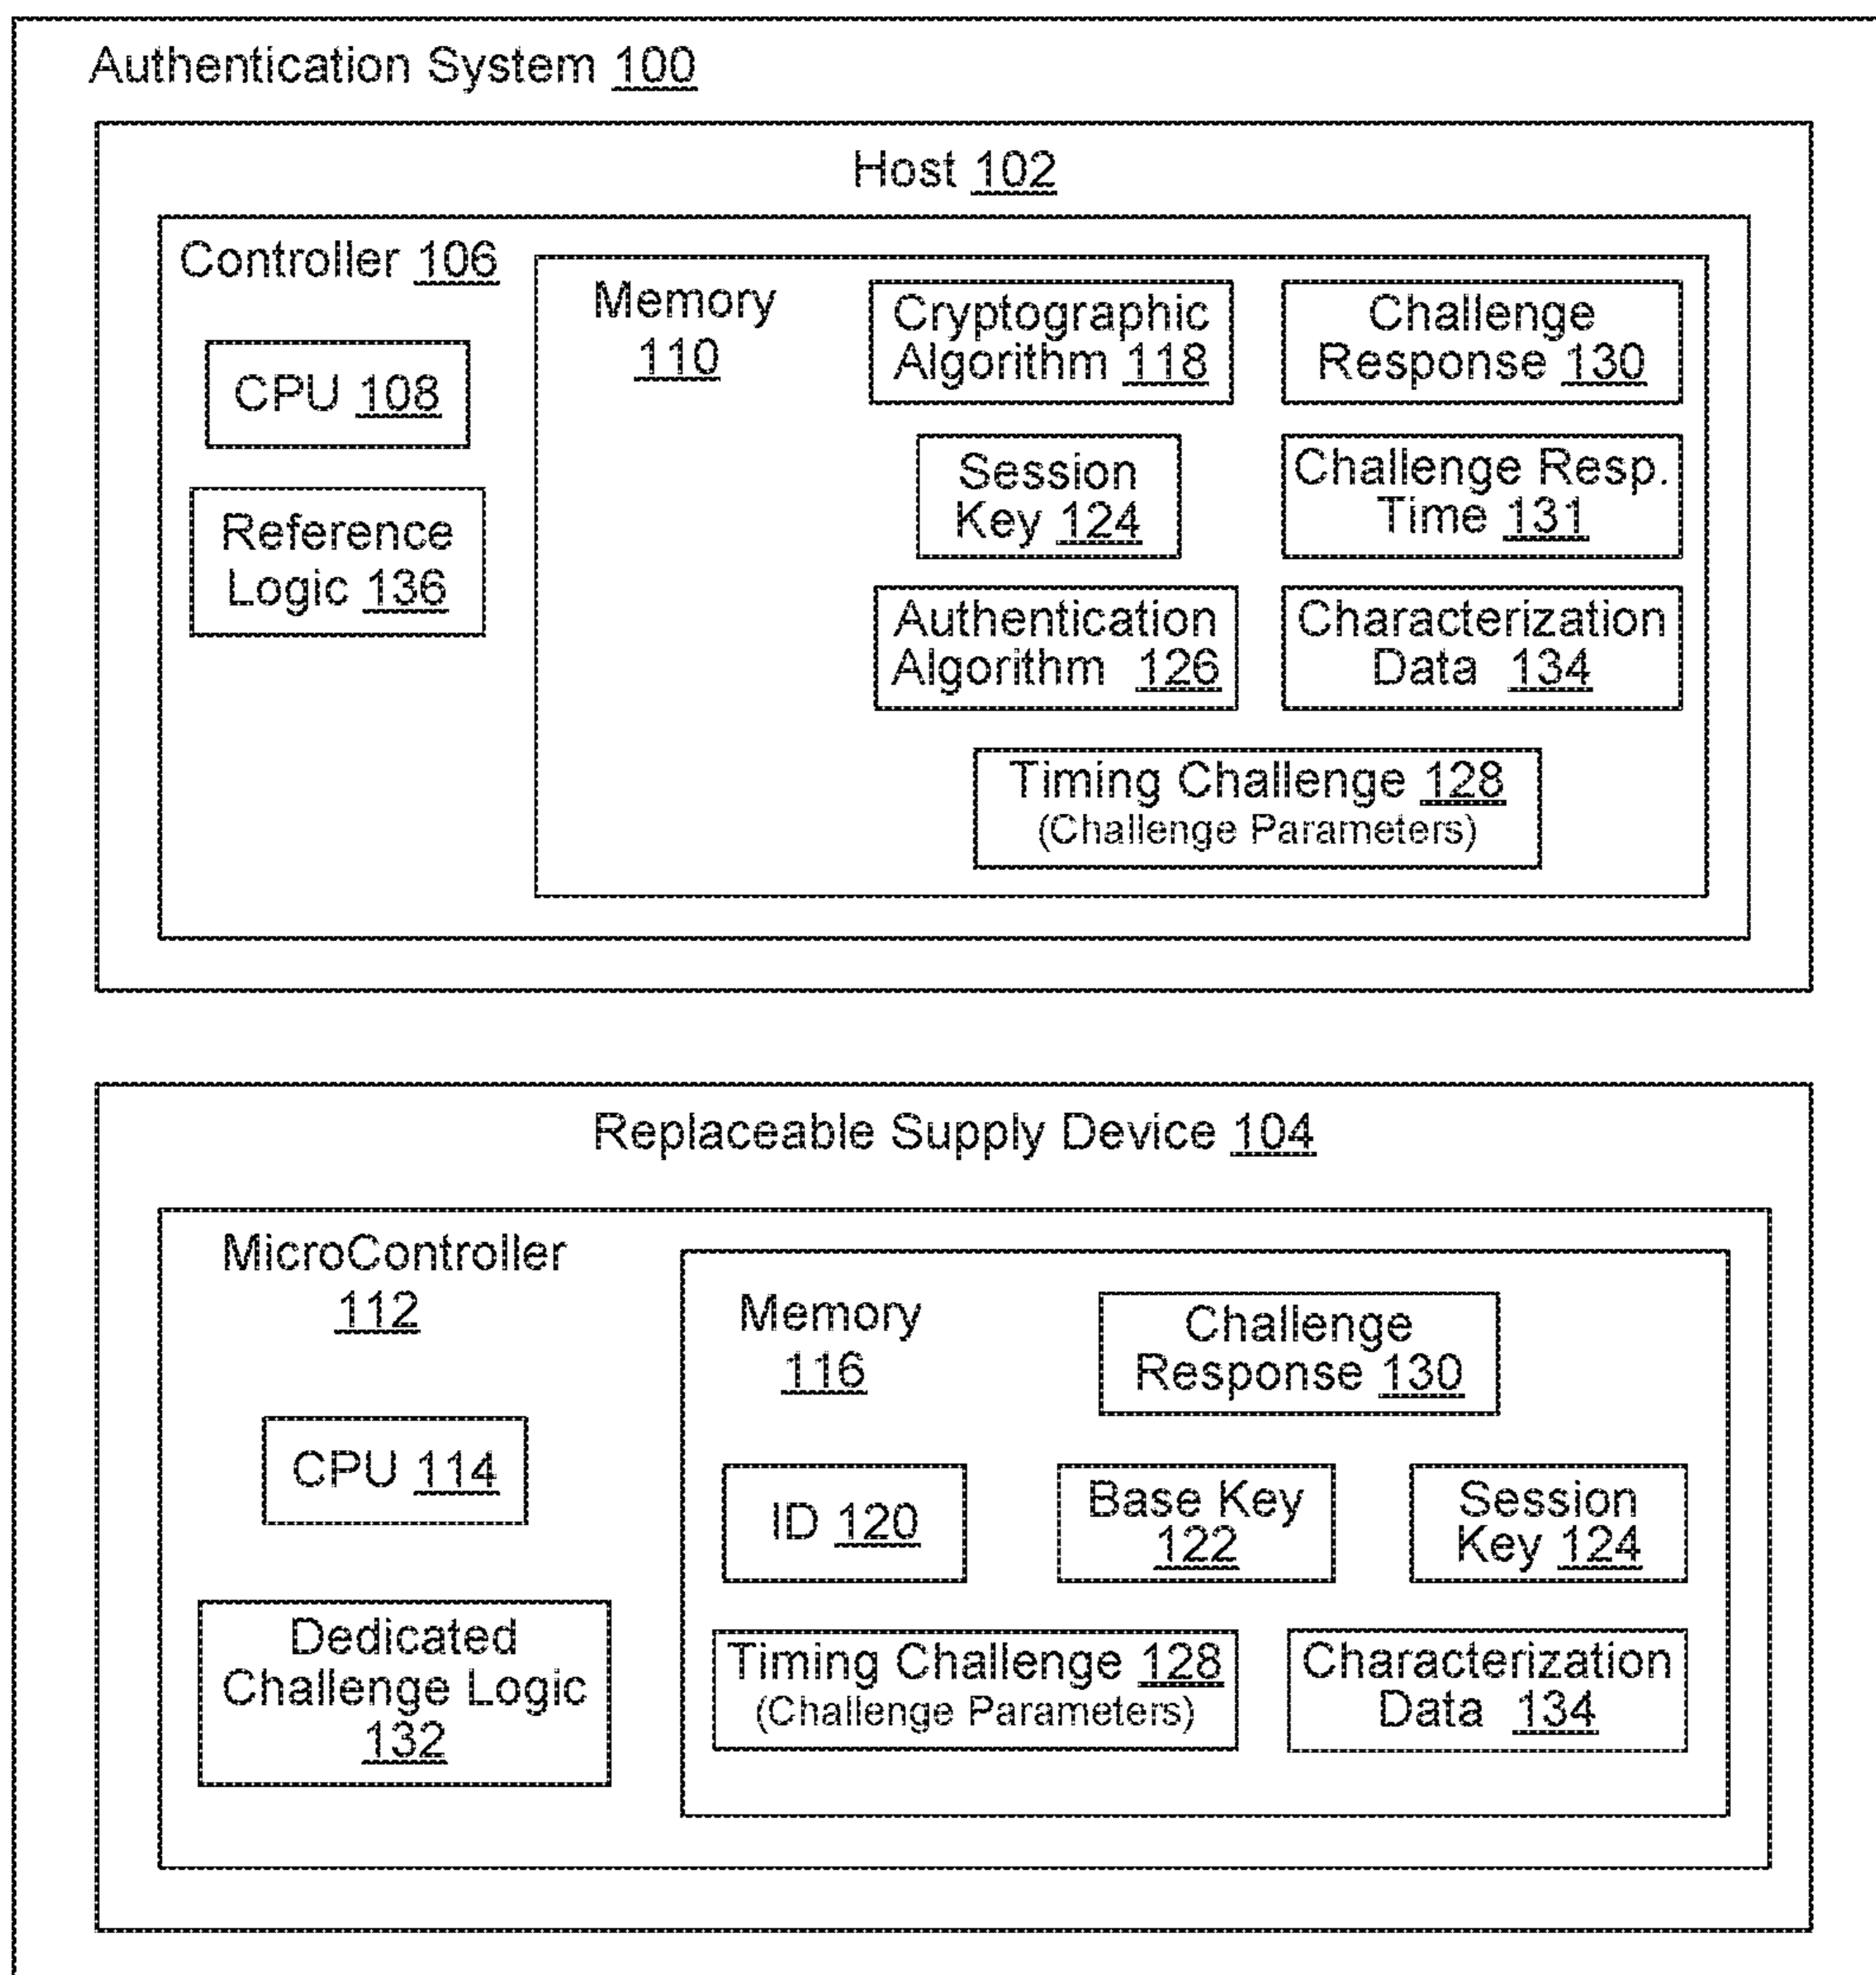 Authentication System 100
Host 102
Controller 106
CPU 108
Reference
Logic 136
Memory
110
Cryptographic
Algorithm 118
Challenge
Response 130
Session
Key 124
Challenge Resp.
Time 131
Authentication
Algorithm 126
Characterization
Data 134
Timing Challenge 128
(Challenge Parameters)
Replaceable Supply Device 104
MicroController
112
CPU 114
Dedicated
Challenge Logic
132
Memory
116
Challenge
Response 130
ID 120
Base Key
122
Session
Key 124
Timing Challenge 128
(Challenge Parameters)
Characterization
Data 134